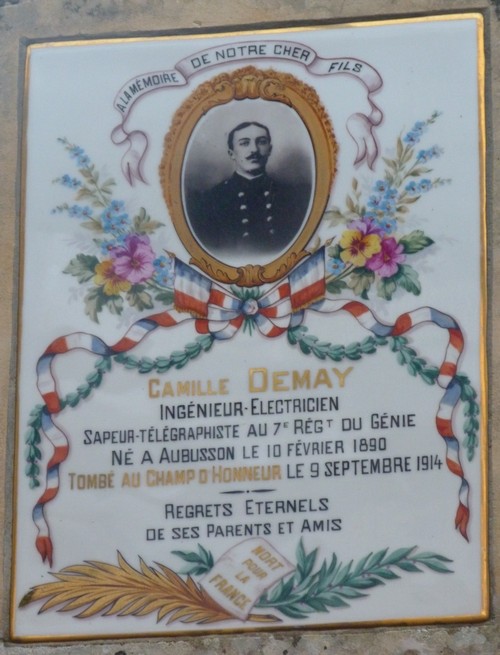 A LA MÉMOIRE DE NOTRE CHER FILS
CAMILLE DEMAY
INGÉNIEUR-ELECTRICIEN
SAPEUR-TÉLÉGRAPHISTE AU 7E RÉGT DU GÉNIE
NÉ A AUBUSSON LE 10 FÉVRIER 1890
TOMBÉ AU CHAMP D'HONNEUR LE 9 SEPTEMBRE 1914
REGRETS ETERNELS
DE SES PARENTS ET AMIS
MORT
POUR
LA
FRANCE